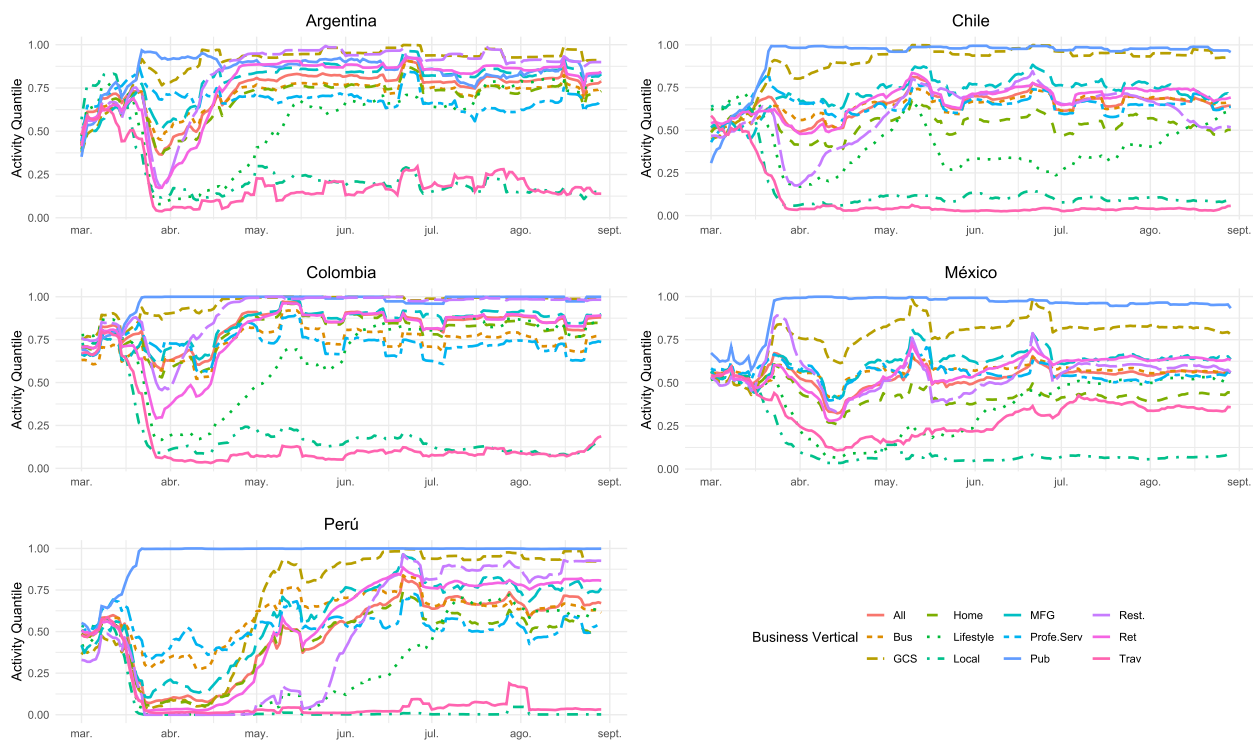 Argentina
Activity Quantile
1.00
0.75
0.50
0.25
0.00
mar. abr. may. jun. jul. ago. sept.
Chile
Activity Quantile
1.00
0.75
0.50
0.25
0.00
mar. abr. may. jun. jul. ago. sept.
Colombia
Activity Quantile
1.00
0.75
0.50
0.25
0.00
mar. abr. may. jun. jul. ago. sept.
México
Activity Quantile
1.00
0.75
0.50
0.25
0.00
mar. abr. may. jun. jul. ago. sept.
Perú
Activity Quantile
1.00
0.75
0.50
0.25
0.00
mar. abr. may. jun. jul. ago. sept.
Business Vertical
All Home MFG Rest.
Bus Lifestyle Profe.Serv Ret
GCS Local Pub Trav